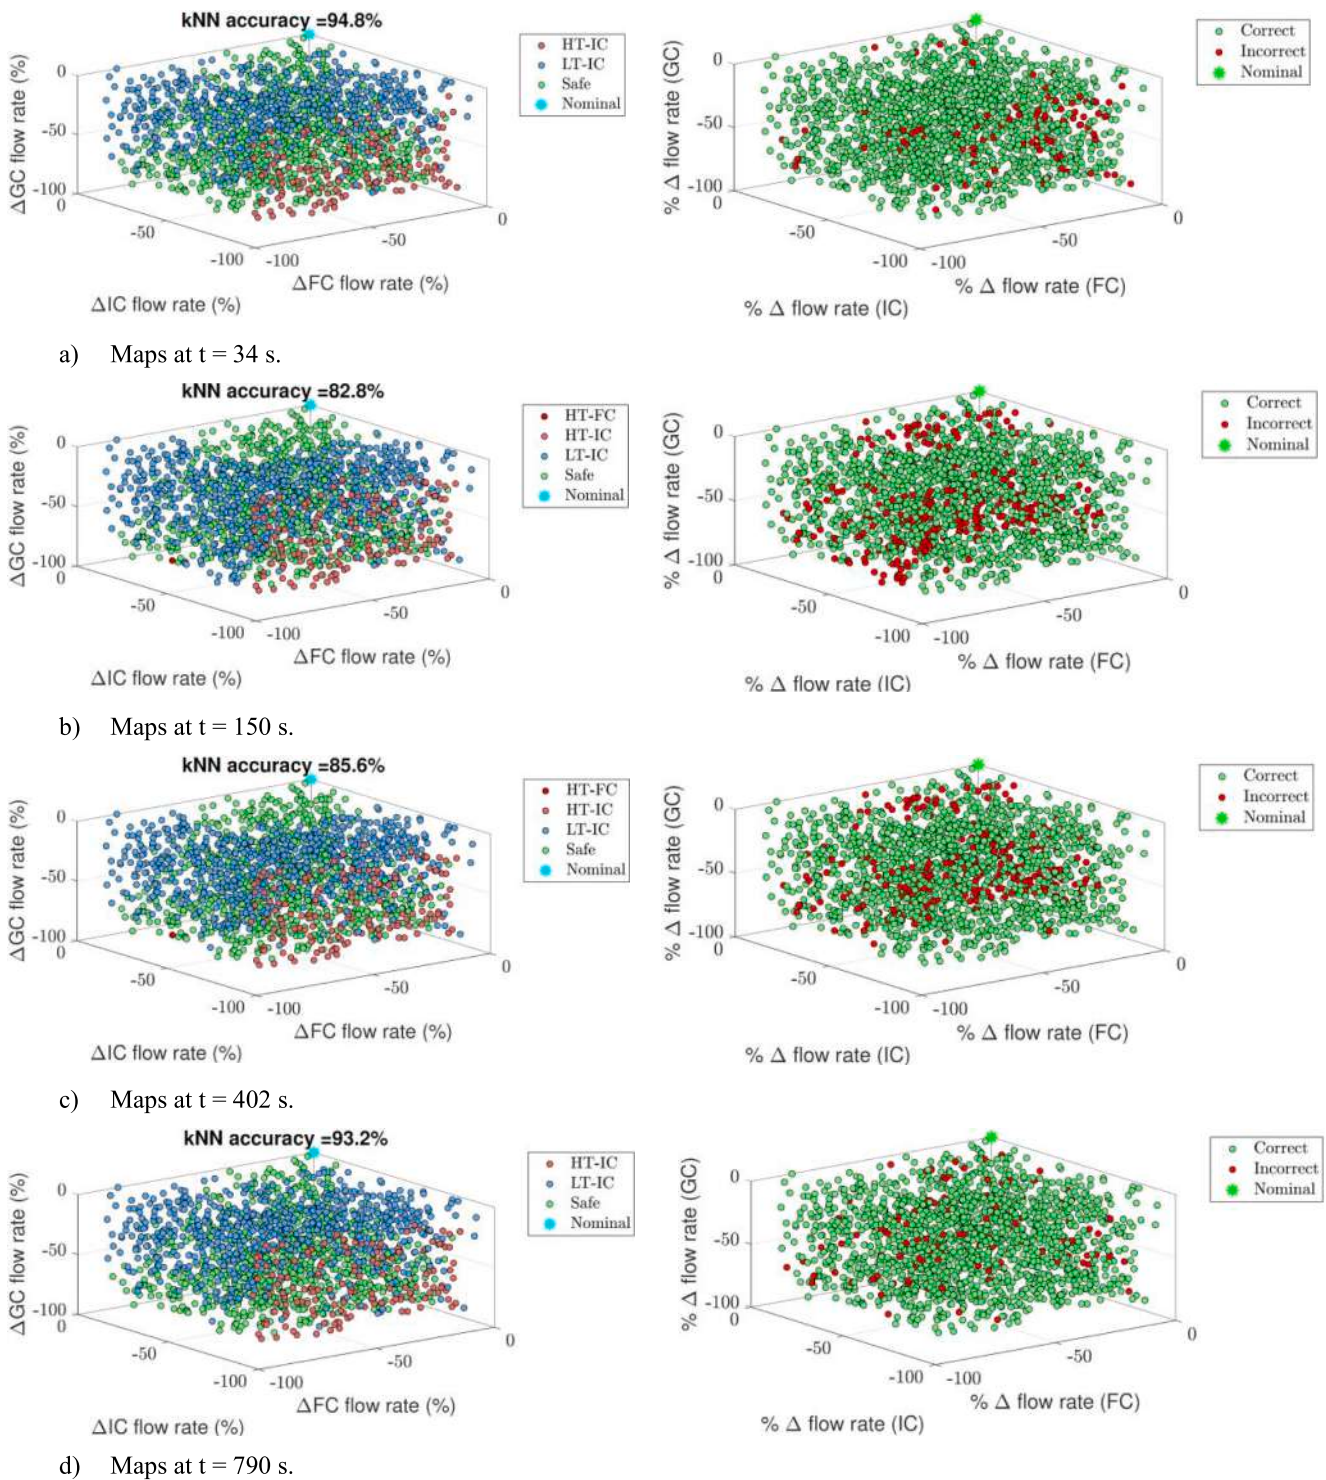 kNN accuracy =94.8%
ΔGC flow rate (%)
0
-50
-100
0
-50
-100
-100
-50
0
ΔFC flow rate (%)
ΔIC flow rate (%)
HT-IC
LT-IC
Safe
Nominal
% Δ flow rate (GC)
0
-50
-100
0
-50
-100
-100
-50
0
% Δ flow rate (FC)
% Δ flow rate (IC)
Correct
Incorrect
Nominal
a) Maps at t = 34 s.
kNN accuracy =82.8%
ΔGC flow rate (%)
0
-50
-100
0
-50
-100
-100
-50
0
ΔFC flow rate (%)
ΔIC flow rate (%)
HT-FC
HT-IC
LT-IC
Safe
Nominal
% Δ flow rate (GC)
0
-50
-100
0
-50
-100
-100
-50
0
% Δ flow rate (FC)
% Δ flow rate (IC)
Correct
Incorrect
Nominal
b) Maps at t = 150 s.
kNN accuracy =85.6%
ΔGC flow rate (%)
0
-50
-100
0
-50
-100
-100
-50
0
ΔFC flow rate (%)
ΔIC flow rate (%)
HT-FC
HT-IC
LT-IC
Safe
Nominal
% Δ flow rate (GC)
0
-50
-100
0
-50
-100
-100
-50
0
% Δ flow rate (FC)
% Δ flow rate (IC)
Correct
Incorrect
Nominal
c) Maps at t = 402 s.
kNN accuracy =93.2%
ΔGC flow rate (%)
0
-50
-100
0
-50
-100
-100
-50
0
ΔFC flow rate (%)
ΔIC flow rate (%)
HT-IC
LT-IC
Safe
Nominal
% Δ flow rate (GC)
0
-50
-100
0
-50
-100
-100
-50
0
% Δ flow rate (FC)
% Δ flow rate (IC)
Correct
Incorrect
Nominal
d) Maps at t = 790 s.